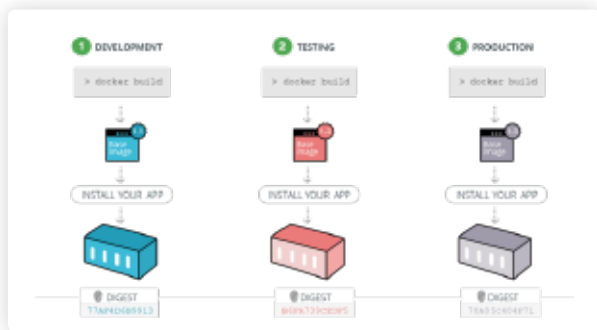 1 DEVELOPMENT
> docker build
Base
Image
INSTALL YOUR APP
DIGEST
2 TESTING
> docker build
Base
Image
INSTALL YOUR APP
DIGEST
3 PRODUCTION
> docker build
Base
Image
INSTALL YOUR APP
DIGEST